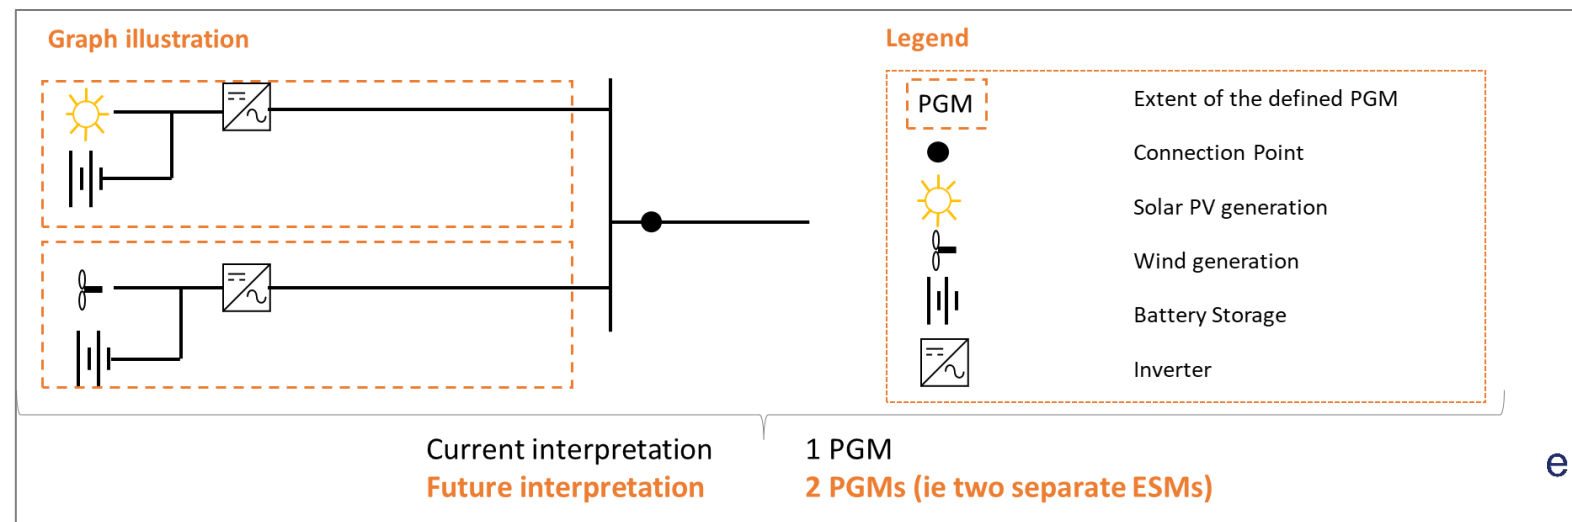 Graph illustration
Legend
PGM
Extent of the defined PGM
Connection Point
Solar PV generation
Wind generation
Battery Storage
Inverter
Current interpretation 1 PGM
Future interpretation 2 PGMs (ie two separate ESMs)
e